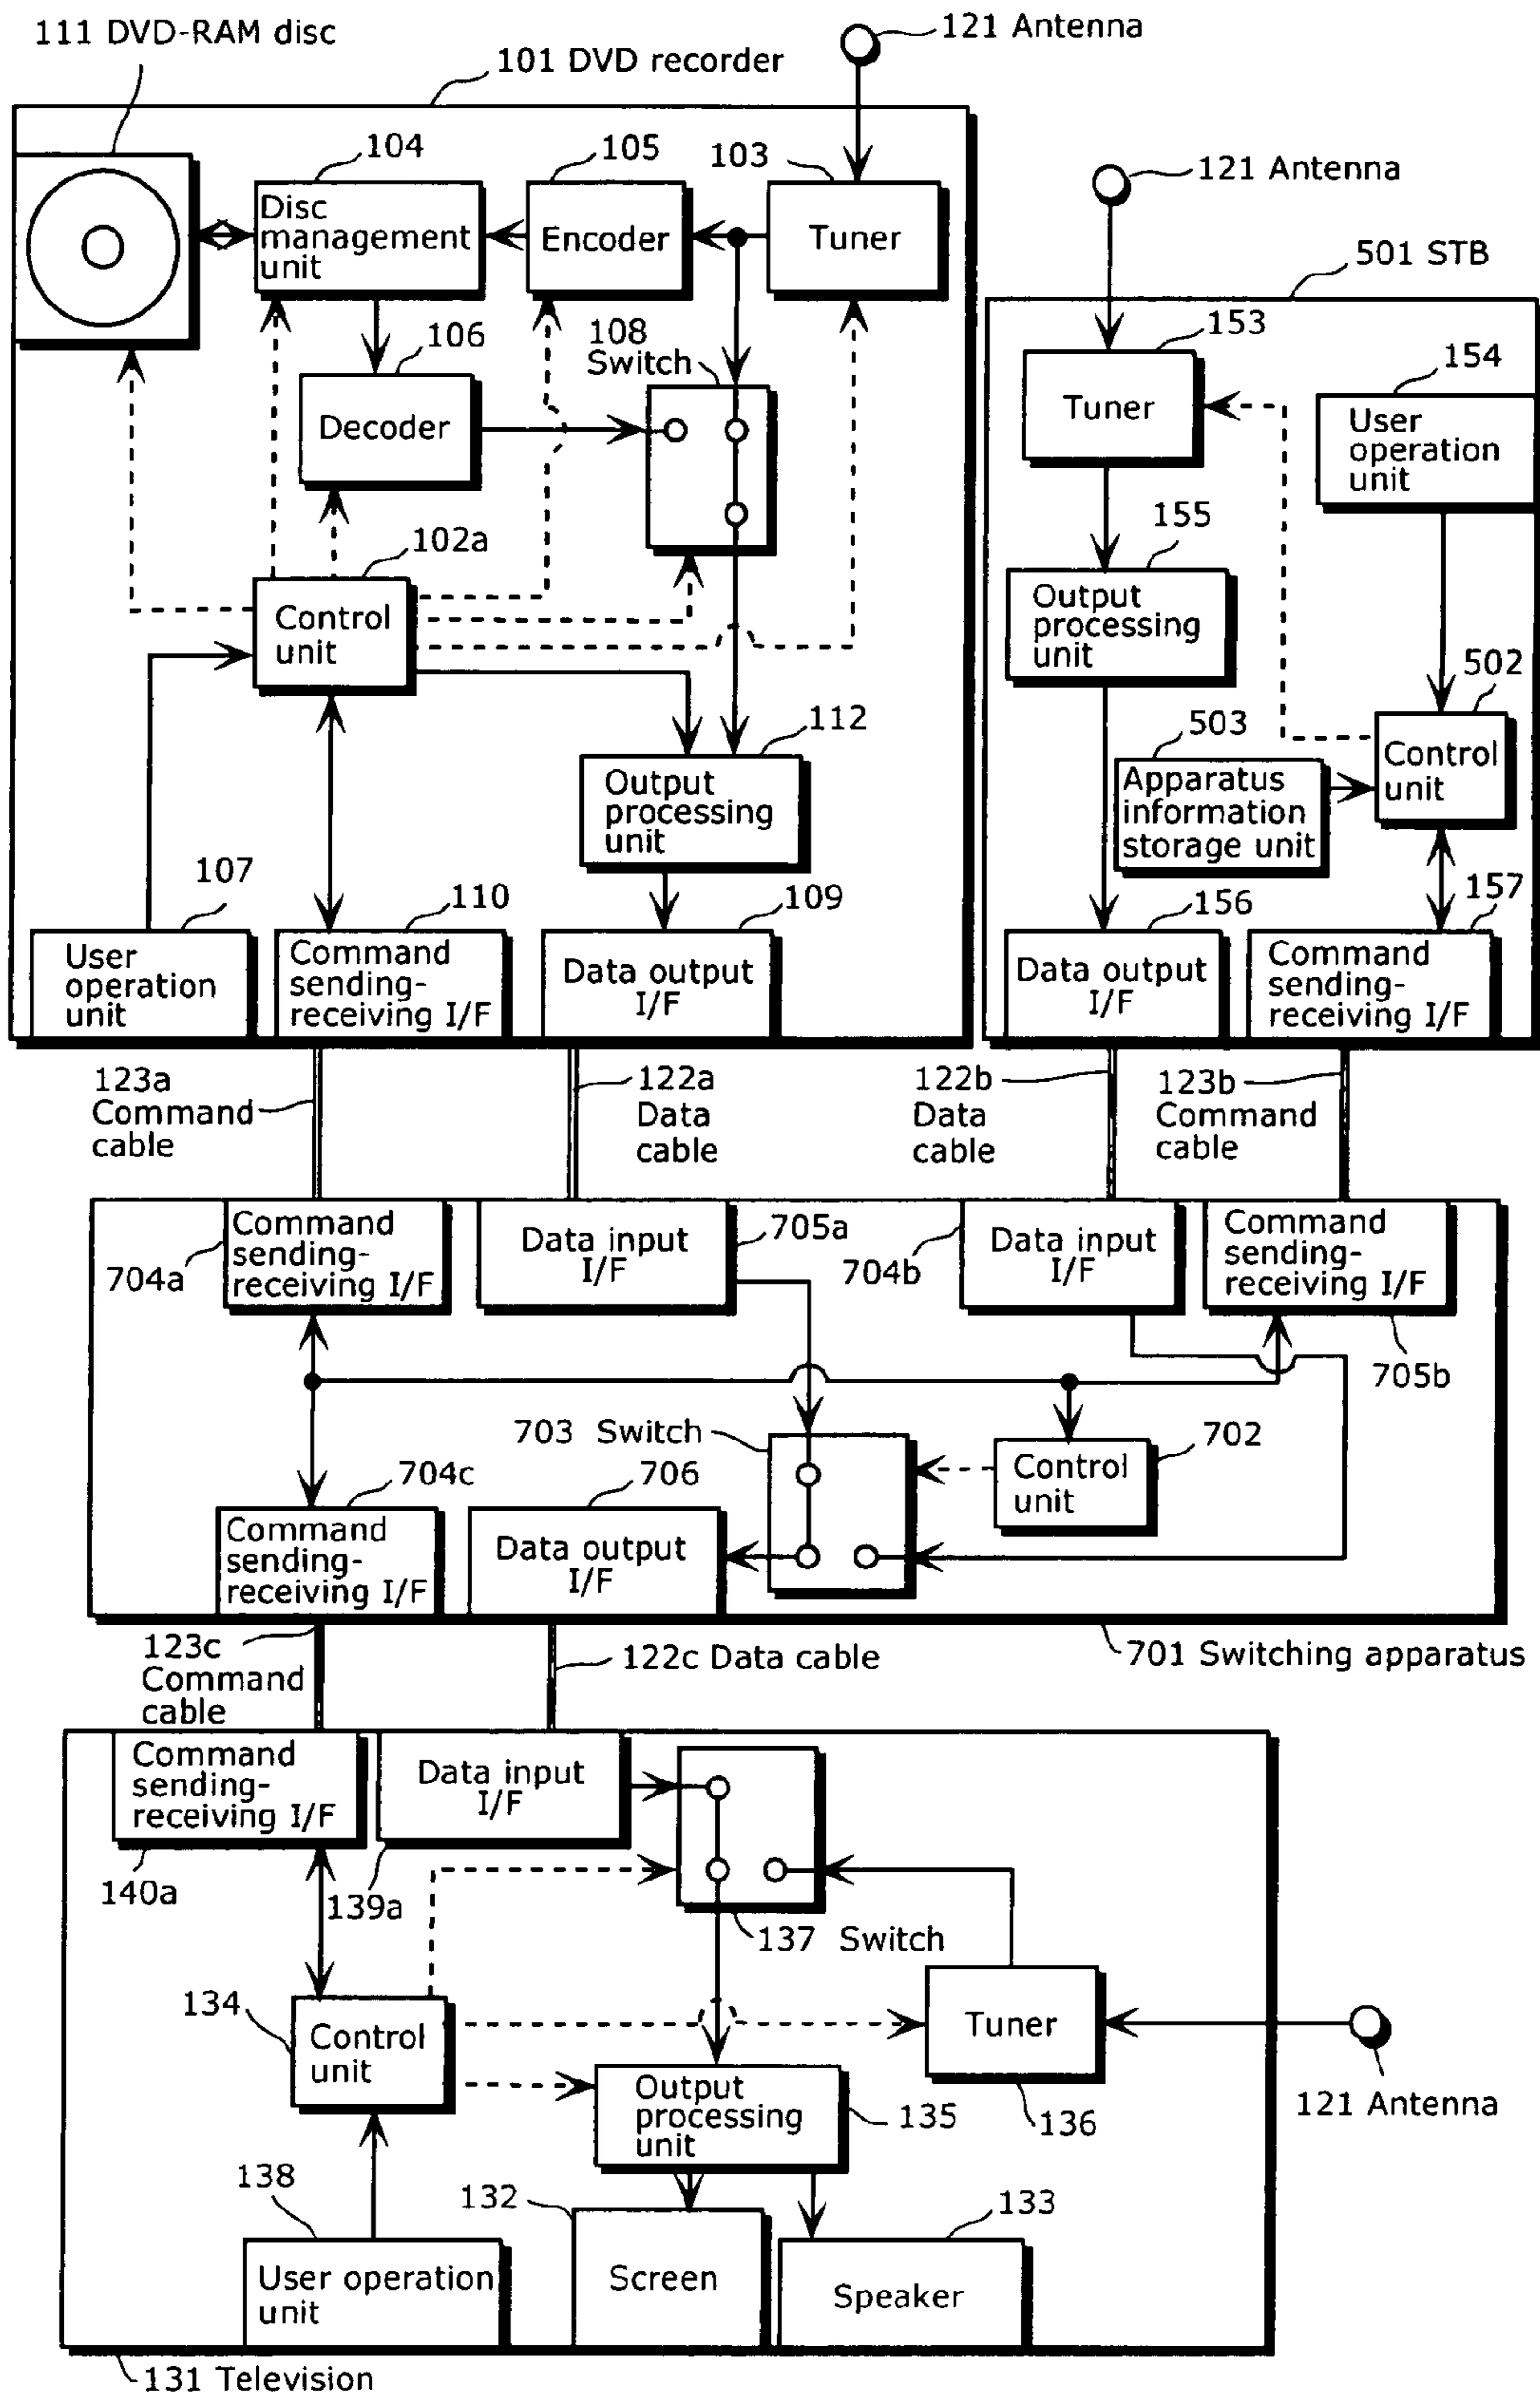 111 DVD-RAM disc
101 DVD recorder
121 Antenna
104
105
103
Disc
management
unit
Encoder
Tuner
106
108
Switch
Decoder
102a
Control
unit
112
Output
processing
unit
107
110
109
User
operation
unit
Command
sending-
receiving I/F
Data output
I/F
121 Antenna
501 STB
153
154
Tuner
User
operation
unit
155
Output
processing
unit
502
503
Control
unit
Apparatus
information
storage unit
156
157
Data output
I/F
Command
sending-
receiving I/F
123a
Command
cable
122a
Data
cable
122b
Data
cable
123b
Command
cable
Command
sending-
receiving I/F
704a
Data input
I/F
705a
704b
Data input
I/F
Command
sending-
receiving I/F
705b
703 Switch
702
Control
unit
704c
706
Command
sending-
receiving I/F
Data output
I/F
123c
Command
cable
122c Data cable
701 Switching apparatus
Command
sending-
receiving I/F
Data input
I/F
140a
139a
137 Switch
134
Control
unit
Tuner
136
121 Antenna
Output
processing
unit
135
138
132
133
User operation
unit
Screen
Speaker
131 Television